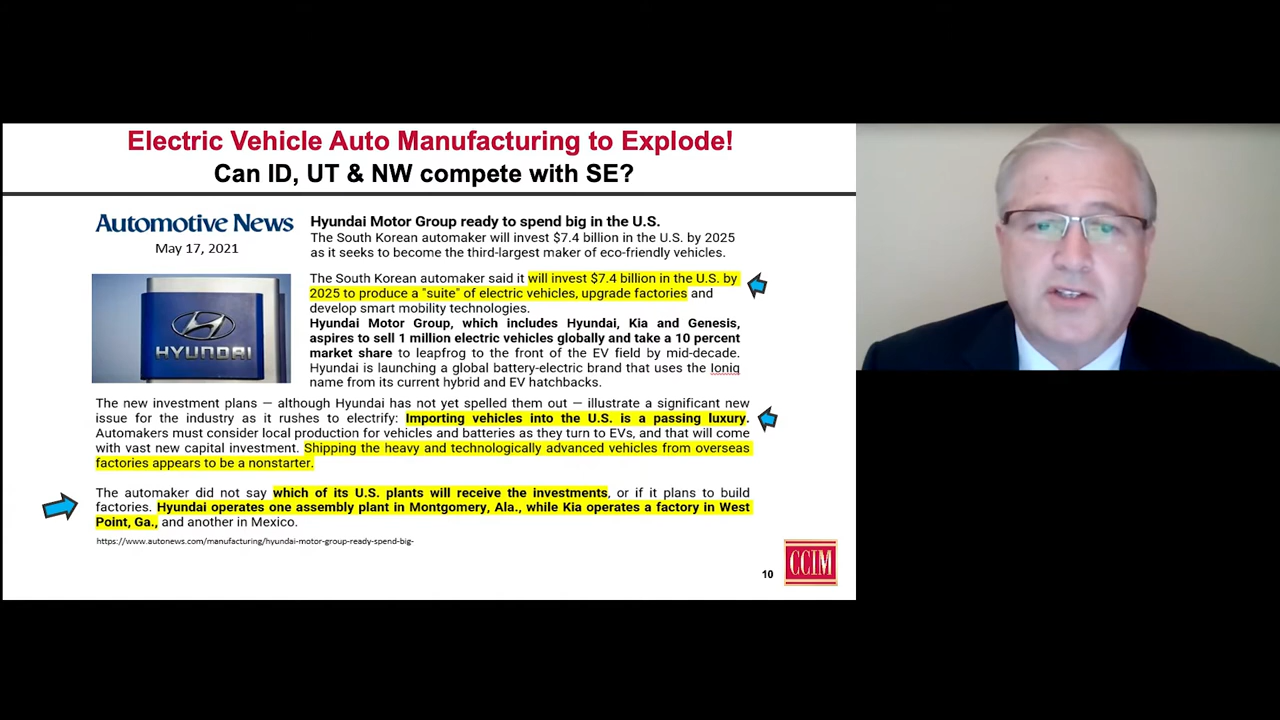 Electric Vehicle Auto Manufacturing to Explode!
Can ID, UT & NW compete with SE?
Automotive News
May 17, 2021
HYUNDAI
Hyundai Motor Group ready to spend big in the U.S.
The South Korean automaker will invest $7.4 billion in the U.S. by 2025
as it seeks to become the third-largest maker of eco-friendly vehicles.
The South Korean automaker said it will invest $7.4 billion in the U.S. by
2025 to produce a "suite" of electric vehicles, upgrade factories and
develop smart mobility technologies.
Hyundai Motor Group, which includes Hyundai, Kia and Genesis,
aspires to sell 1 million electric vehicles globally and take a 10 percent
market share to leapfrog to the front of the EV field by mid-decade.
Hyundai is launching a global battery-electric brand that uses the Ioniq
name from its current hybrid and EV hatchbacks.
The new investment plans — although Hyundai has not yet spelled them out — illustrate a significant new
issue for the industry as it rushes to electrify: Importing vehicles into the U.S. is a passing luxury.
Automakers must consider local production for vehicles and batteries as they turn to EVs, and that will come
with vast new capital investment. Shipping the heavy and technologically advanced vehicles from overseas
factories appears to be a nonstarter.
The automaker did not say which of its U.S. plants will receive the investments, or if it plans to build
factories. Hyundai operates one assembly plant in Montgomery, Ala., while Kia operates a factory in West
Point, Ga., and another in Mexico.
https://www.autonews.com/manufacturing/hyundai-motor-group-ready-spend-big-
10
CCIM